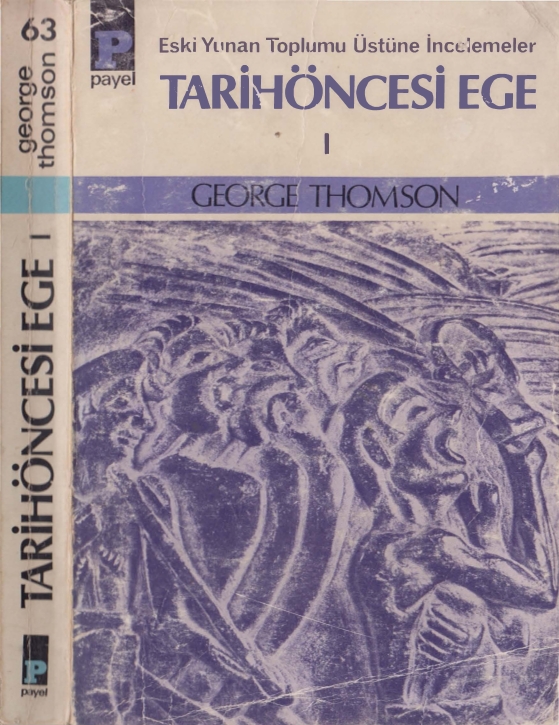 63
george
thomson
TARİHÖNCESİ EGE I
P
payel
P
payel
Eski Yunan Toplumu Üstüne İncelemeler
TARİHÖNCESİ EGE
I
GEORGE THOMSON